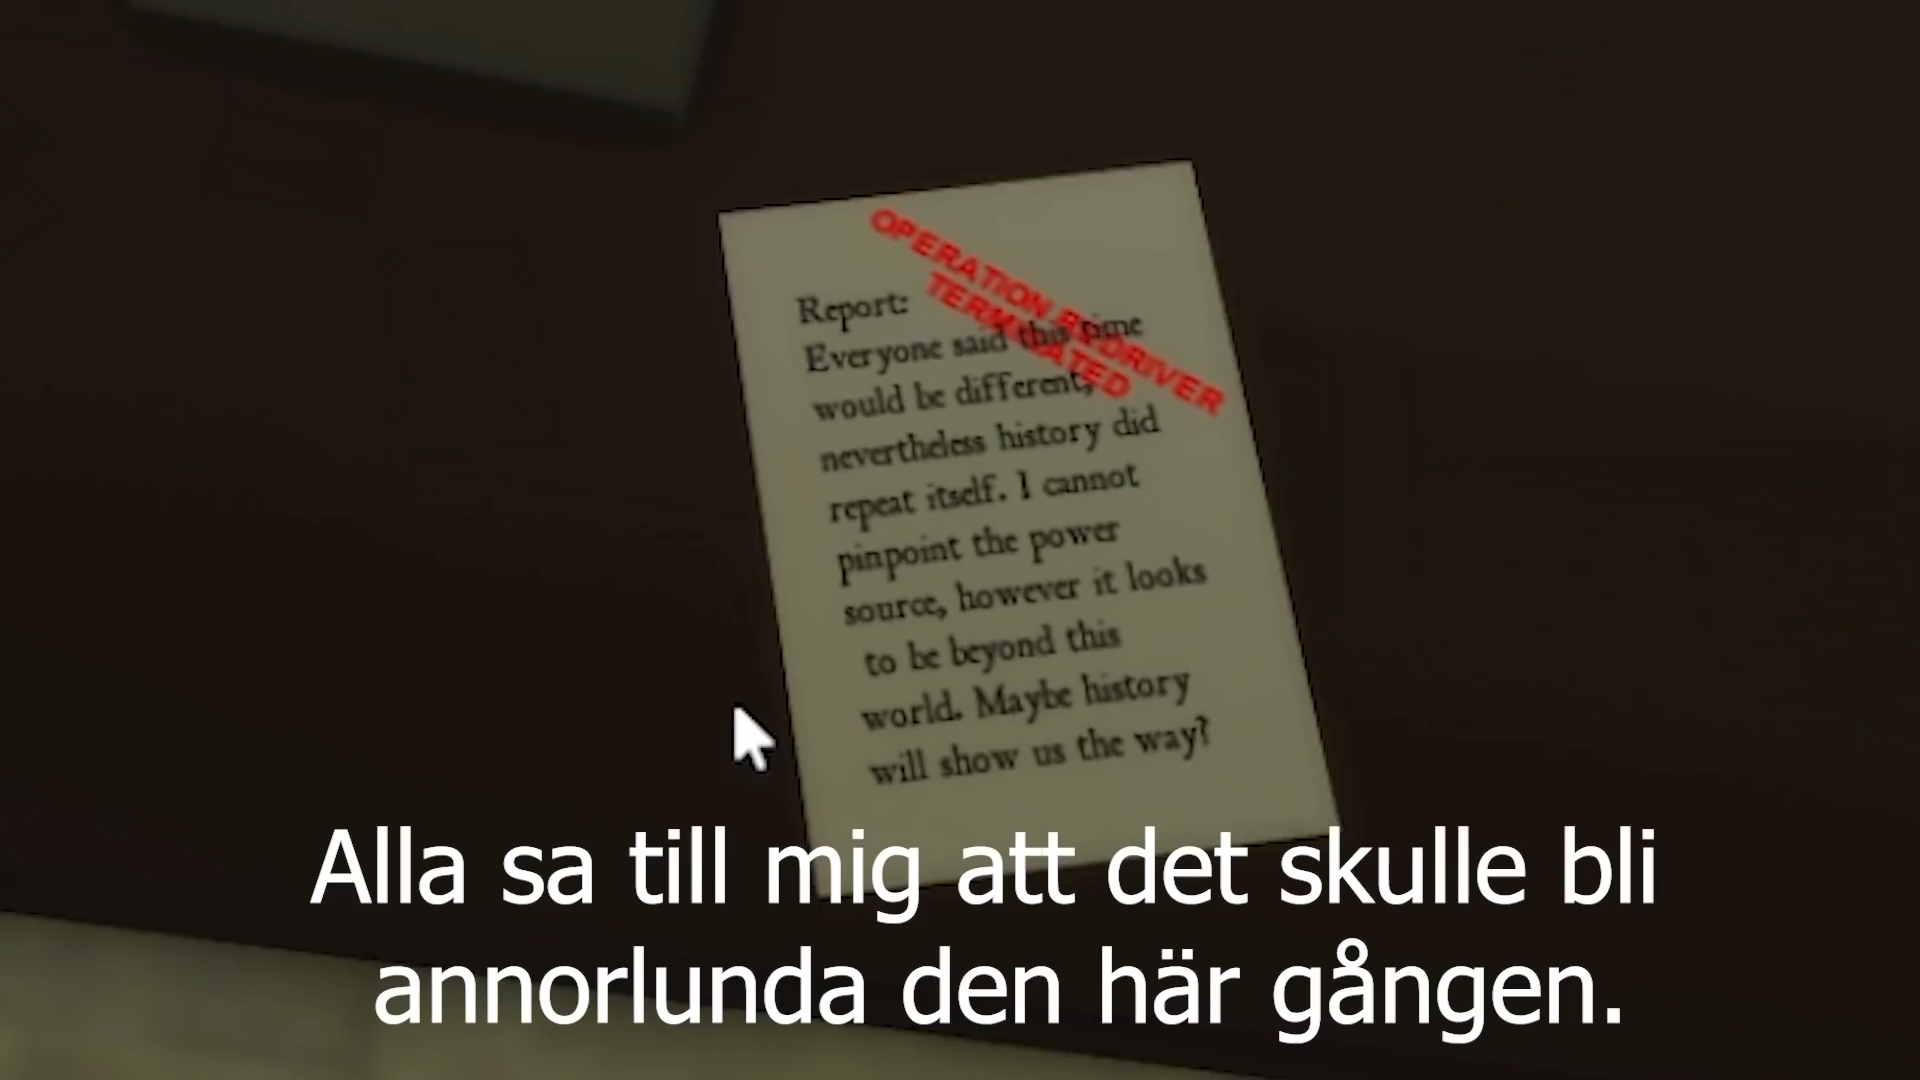 OPERATION REDRIVER
TERMINATED
Report:
Everyone said this time
would be different,
nevertheless history did
repeat itself. I cannot
pinpoint the power
source, however it looks
to be beyond this
world. Maybe history
will show us the way?
Alla sa till mig att det skulle bli
annorlunda den här gången.